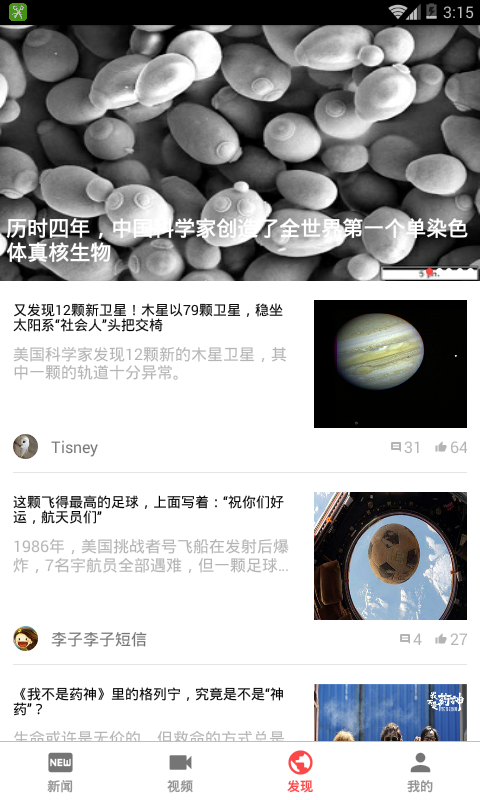 3:15
历时四年，中国科学家创造了全世界第一个单染色
体真核生物
又发现12颗新卫星！木星以79颗卫星，稳坐
太阳系“社会人”头把交椅
美国科学家发现12颗新的木星卫星，其
中一颗的轨道十分异常。
Tisney
31
64
这颗飞得最高的足球，上面写着：“祝你们好
运，航天员们”
1986年，美国挑战者号飞船在发射后爆
炸，7名宇航员全部遇难，但一颗足球...
李子李子短信
4
27
《我不是药神》里的格列宁，究竟是不是“神
药”？
我不是药神
生命或许是无价的，但救命的方式总是
NEW
新闻
视频
发现
我的